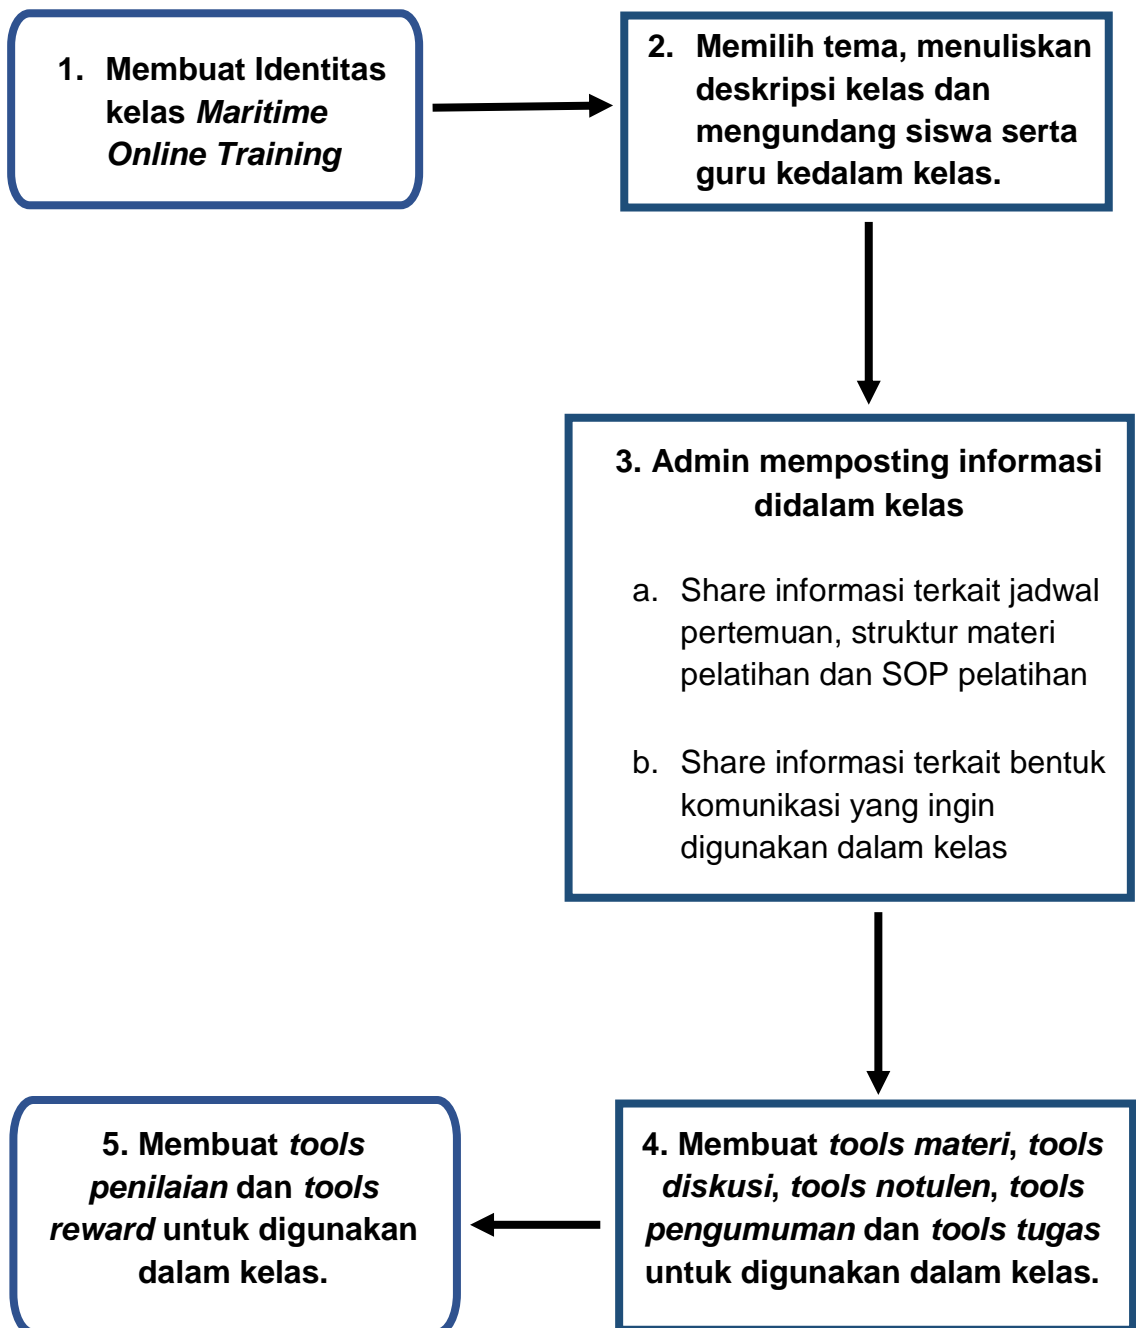 1. Membuat Identitas
kelas Maritime
Online Training
2. Memilih tema, menuliskan
deskripsi kelas dan
mengundang siswa serta
guru kedalam kelas.
3. Admin memposting informasi
didalam kelas
a. Share informasi terkait jadwal
pertemuan, struktur materi
pelatihan dan SOP pelatihan
b. Share informasi terkait bentuk
komunikasi yang ingin
digunakan dalam kelas
4. Membuat tools materi, tools
diskusi, tools notulen, tools
pengumuman dan tools tugas
untuk digunakan dalam kelas.
5. Membuat tools
penilaian dan tools
reward untuk digunakan
dalam kelas.